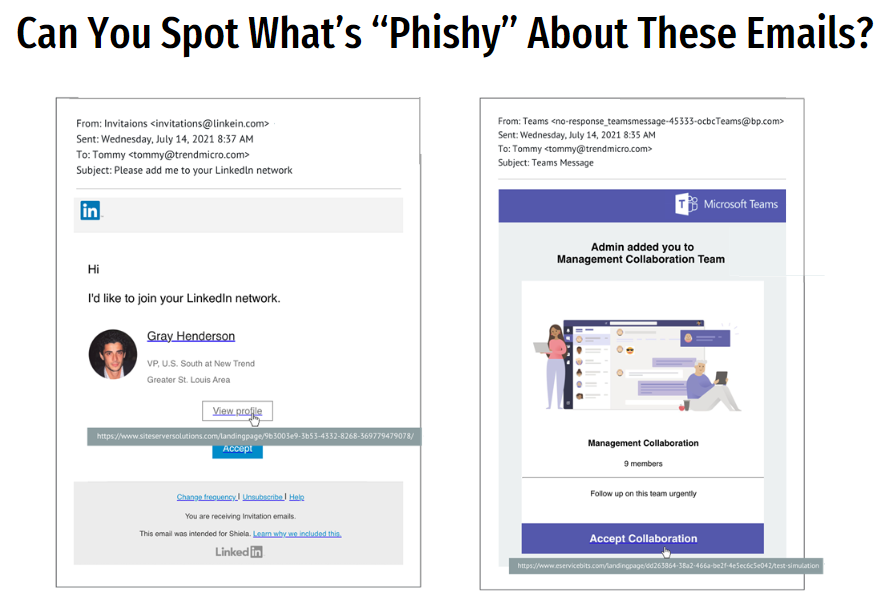 Can You Spot What's “Phishy” About These Emails?
From: Invitaions <invitations@linkein.com>
Sent: Wednesday, July 14, 2021 8:37 AM
To: Tommy <tommy@trendmicro.com>
Subject: Please add me to your LinkedIn network
in
Hi
I'd like to join your LinkedIn network.
Gray Henderson
VP, U.S. South at New Trend
Greater St. Louis Area
View profile
https://www.siteserversolutions.com/landingpage/9b3003e9-3b53-4332-8268-369779479078/
Accept
Change frequency | Unsubscribe | Help
You are receiving Invitation emails.
This email was intended for Shiela. Learn why we included this.
Linked in
From: Teams <no-response_teamsmessage-45333-ocbcTeams@bp.com>
Sent: Wednesday, July 14, 2021 8:35 AM
To: Tommy <tommy@trendmicro.com>
Subject: Teams Message
T Microsoft Teams
Admin added you to
Management Collaboration Team
Management Collaboration
9 members
Follow up on this team urgently
Accept Collaboration
https://www.eservicebits.com/landingpage/dd263864-38a2-466a-be2f-4e5ec6c5e042/test-simulation